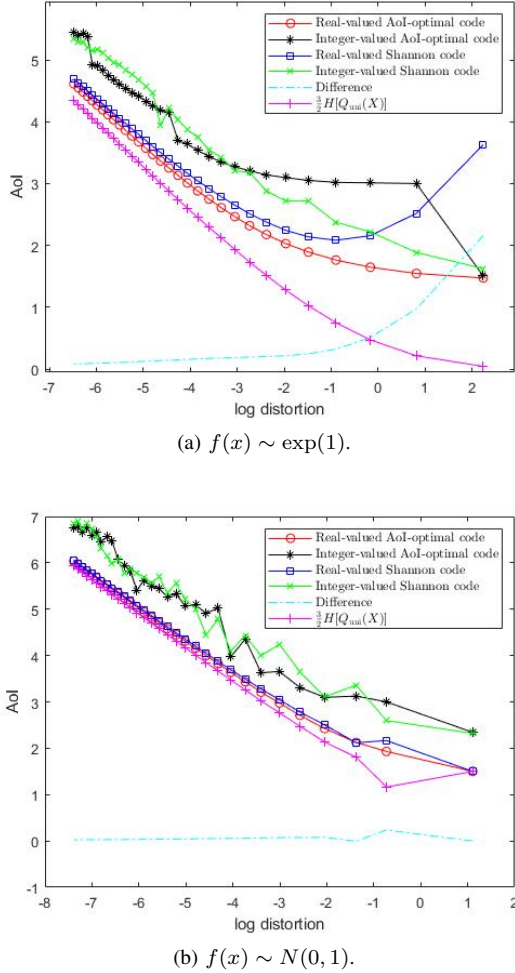 Real-valued AoI-optimal code
Integer-valued AoI-optimal code
Real-valued Shannon code
Integer-valued Shannon code
Difference
3/2 H[Q_uni(X)]
5
4
3
2
1
0
AoI
-7 -6 -5 -4 -3 -2 -1 0 1 2 3
log distortion
(a) f(x) ∼ exp(1).
7
6
5
4
3
2
1
0
-1
AoI
Real-valued AoI-optimal code
Integer-valued AoI-optimal code
Real-valued Shannon code
Integer-valued Shannon code
Difference
3/2 H[Q_uni(X)]
-8 -7 -6 -5 -4 -3 -2 -1 0 1 2
log distortion
(b) f(x) ∼ N(0, 1).